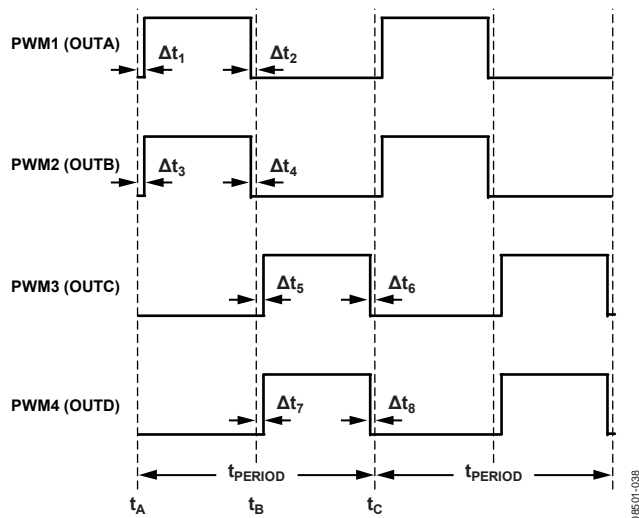 PWM1 (OUTA)
Δt1
Δt2
PWM2 (OUTB)
Δt3
Δt4
PWM3 (OUTC)
Δt5
Δt6
PWM4 (OUTD)
Δt7
Δt8
tPERIOD
tPERIOD
tA
tB
tC
08501-038